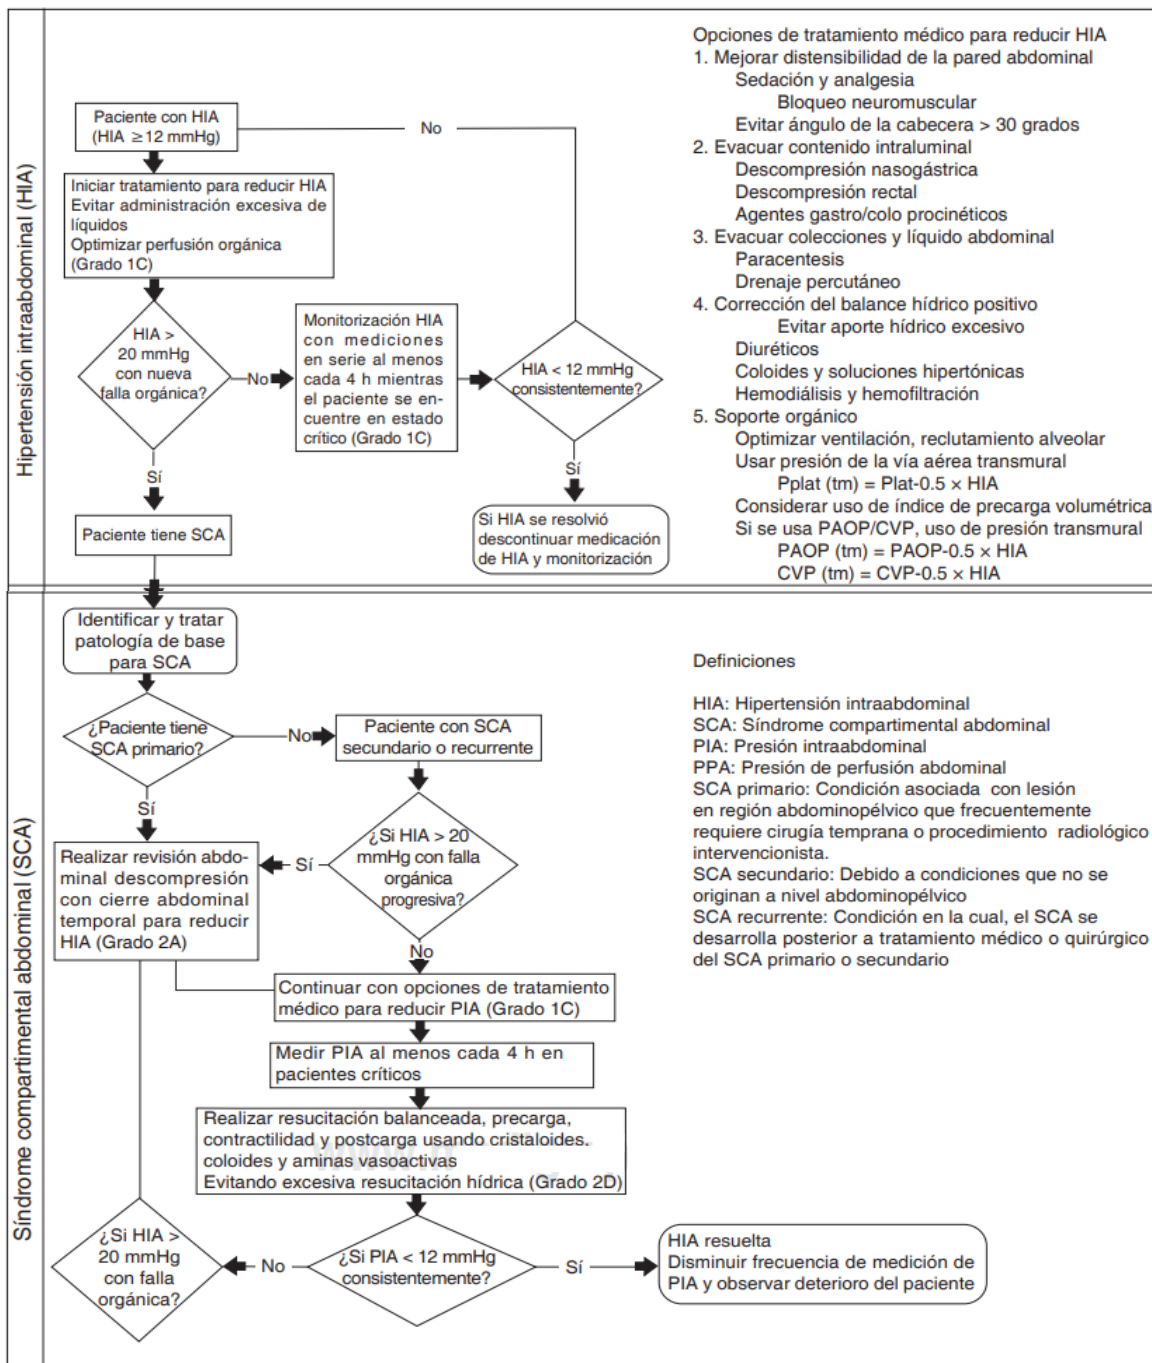 Hipertensión intraabdominal (HIA)
Paciente con HIA
(HIA ≥12 mmHg)
No
Iniciar tratamiento para reducir HIA
Evitar administración excesiva de
líquidos
Optimizar perfusión orgánica
(Grado 1C)
HIA >
20 mmHg
con nueva
falla orgánica?
No
Monitorización HIA
con mediciones
en serie al menos
cada 4 h mientras
el paciente se en-
cuentre en estado
crítico (Grado 1C)
HIA < 12 mmHg
consistentemente?
Sí
Sí
Paciente tiene SCA
Si HIA se resolvió
descontinuar medicación
de HIA y monitorización
Opciones de tratamiento médico para reducir HIA
1. Mejorar distensibilidad de la pared abdominal
Sedación y analgesia
Bloqueo neuromuscular
Evitar ángulo de la cabecera > 30 grados
2. Evacuar contenido intraluminal
Descompresión nasogástrica
Descompresión rectal
Agentes gastro/colo procinéticos
3. Evacuar colecciones y líquido abdominal
Paracentesis
Drenaje percutáneo
4. Corrección del balance hídrico positivo
Evitar aporte hídrico excesivo
Diuréticos
Coloides y soluciones hipertónicas
Hemodiálisis y hemofiltración
5. Soporte orgánico
Optimizar ventilación, reclutamiento alveolar
Usar presión de la vía aérea transmural
Pplat (tm) = Plat-0.5 × HIA
Considerar uso de índice de precarga volumétrica
Si se usa PAOP/CVP, uso de presión transmural
PAOP (tm) = PAOP-0.5 × HIA
CVP (tm) = CVP-0.5 × HIA
Síndrome compartimental abdominal (SCA)
Identificar y tratar
patología de base
para SCA
¿Paciente tiene
SCA primario?
No
Paciente con SCA
secundario o recurrente
Sí
¿Si HIA > 20
mmHg con falla
orgánica
progresiva?
Sí
Realizar revisión abdo-
minal descompresión
con cierre abdominal
temporal para reducir
HIA (Grado 2A)
No
Continuar con opciones de tratamiento
médico para reducir PIA (Grado 1C)
Medir PIA al menos cada 4 h en
pacientes críticos
Realizar resucitación balanceada, precarga,
contractilidad y postcarga usando cristaloides.
coloides y aminas vasoactivas
Evitando excesiva resucitación hídrica (Grado 2D)
¿Si HIA >
20 mmHg
con falla
orgánica?
No
¿Si PIA < 12 mmHg
consistentemente?
Sí
HIA resuelta
Disminuir frecuencia de medición de
PIA y observar deterioro del paciente
Definiciones
HIA: Hipertensión intraabdominal
SCA: Síndrome compartimental abdominal
PIA: Presión intraabdominal
PPA: Presión de perfusión abdominal
SCA primario: Condición asociada con lesión
en región abdominopélvico que frecuentemente
requiere cirugía temprana o procedimiento radiológico
intervencionista.
SCA secundario: Debido a condiciones que no se
originan a nivel abdominopélvico
SCA recurrente: Condición en la cual, el SCA se
desarrolla posterior a tratamiento médico o quirúrgico
del SCA primario o secundario